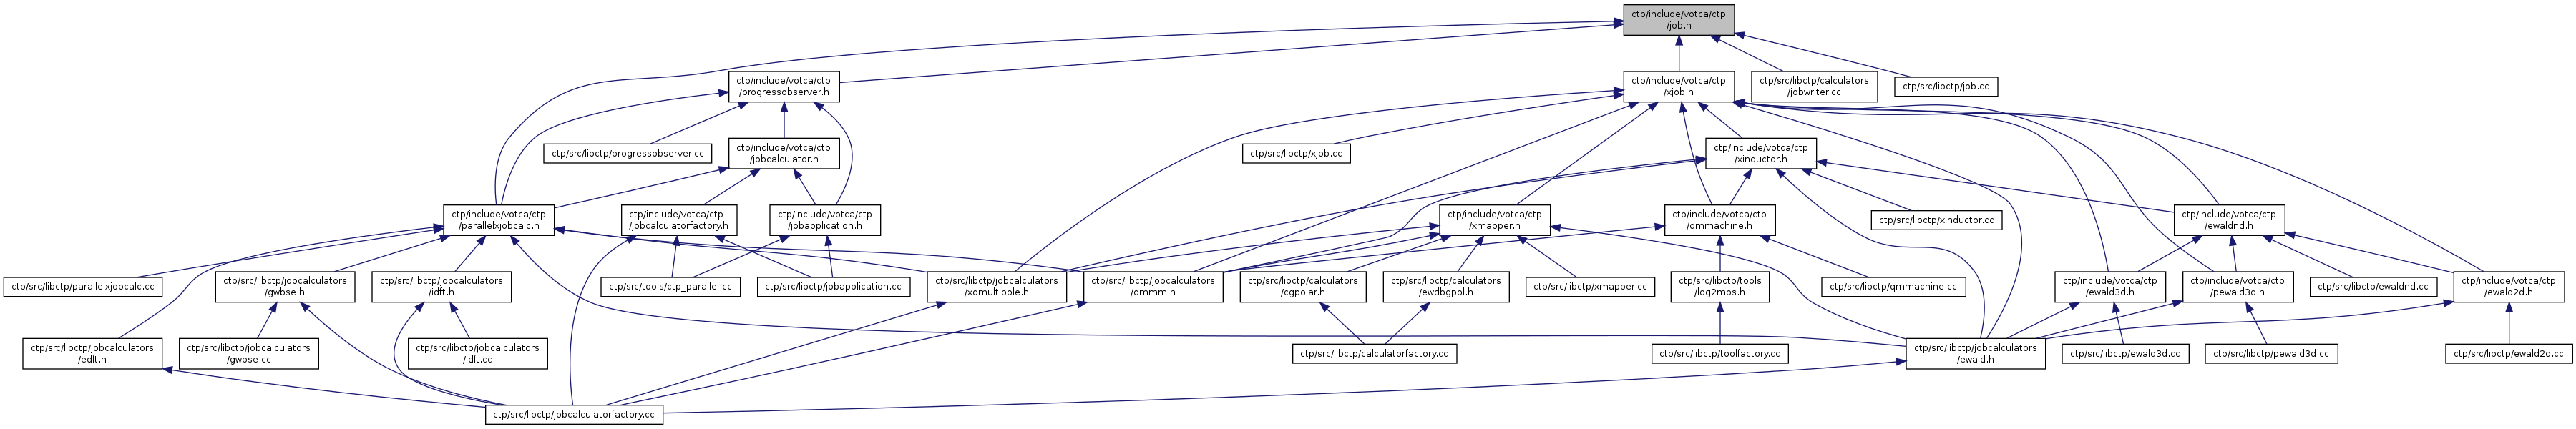 ctp/include/votca/ctp
/job.h
ctp/include/votca/ctp
/progressobserver.h
ctp/include/votca/ctp
/xjob.h
ctp/src/libctp/calculators
/jobwriter.cc
ctp/src/libctp/job.cc
ctp/src/libctp/progressobserver.cc
ctp/include/votca/ctp
/jobcalculator.h
ctp/src/libctp/xjob.cc
ctp/include/votca/ctp
/xinductor.h
ctp/include/votca/ctp
/parallelxjobcalc.h
ctp/include/votca/ctp
/jobcalculatorfactory.h
ctp/include/votca/ctp
/jobapplication.h
ctp/include/votca/ctp
/xmapper.h
ctp/include/votca/ctp
/qmmachine.h
ctp/src/libctp/xinductor.cc
ctp/include/votca/ctp
/ewaldnd.h
ctp/src/libctp/parallelxjobcalc.cc
ctp/src/libctp/jobcalculators
/gwbse.h
ctp/src/libctp/jobcalculators
/idft.h
ctp/src/tools/ctp_parallel.cc
ctp/src/libctp/jobapplication.cc
ctp/src/libctp/jobcalculators
/xqmultipole.h
ctp/src/libctp/jobcalculators
/qmmm.h
ctp/src/libctp/calculators
/cgpolar.h
ctp/src/libctp/calculators
/ewdbgpol.h
ctp/src/libctp/xmapper.cc
ctp/src/libctp/tools
/log2mps.h
ctp/src/libctp/qmmachine.cc
ctp/include/votca/ctp
/ewald3d.h
ctp/include/votca/ctp
/pewald3d.h
ctp/src/libctp/ewaldnd.cc
ctp/include/votca/ctp
/ewald2d.h
ctp/src/libctp/jobcalculators
/edft.h
ctp/src/libctp/jobcalculators
/gwbse.cc
ctp/src/libctp/jobcalculators
/idft.cc
ctp/src/libctp/calculatorfactory.cc
ctp/src/libctp/toolfactory.cc
ctp/src/libctp/jobcalculators
/ewald.h
ctp/src/libctp/ewald3d.cc
ctp/src/libctp/pewald3d.cc
ctp/src/libctp/ewald2d.cc
ctp/src/libctp/jobcalculatorfactory.cc